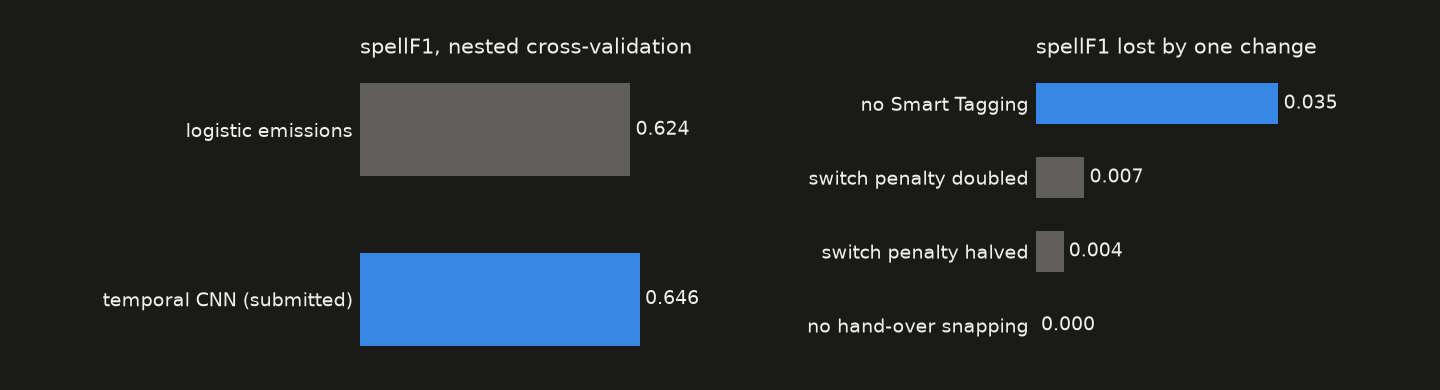 spellF1, nested cross-validation
logistic emissions
0.624
temporal CNN (submitted)
0.646
spellF1 lost by one change
no Smart Tagging
0.035
switch penalty doubled
0.007
switch penalty halved
0.004
no hand-over snapping
0.000